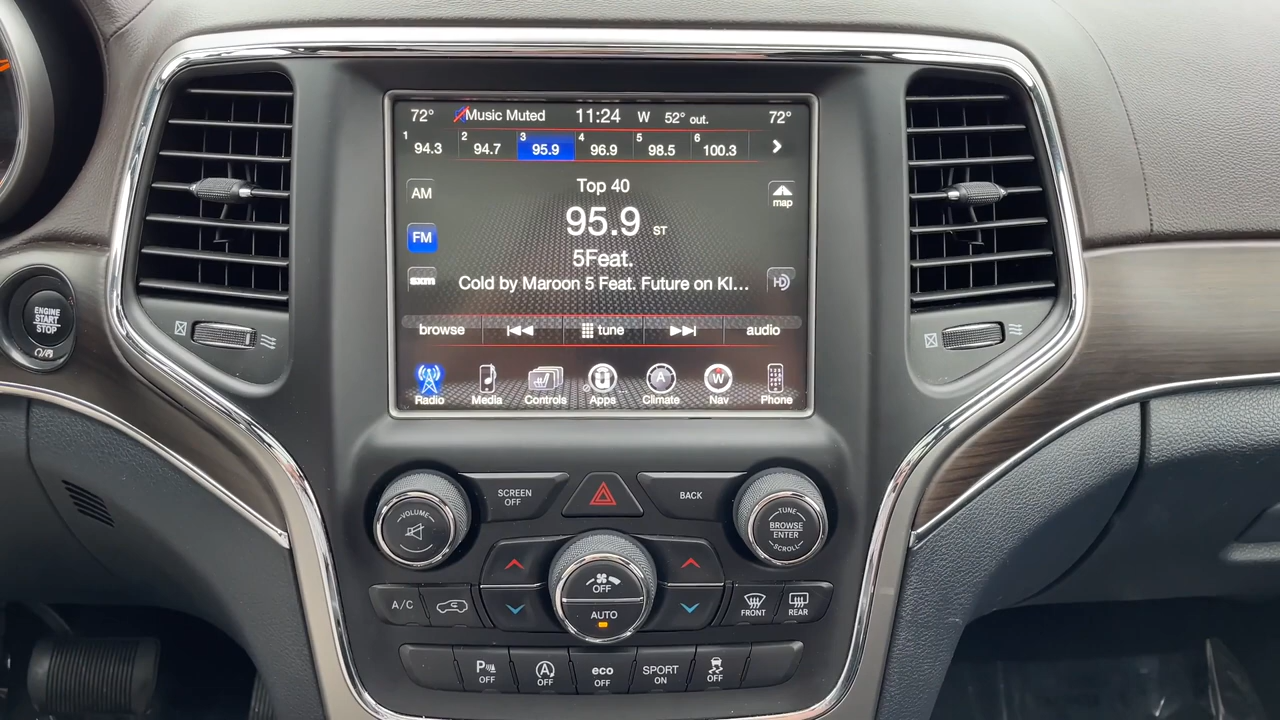 72° Music Muted 11:24 W 52° out. 72°
1 2 3 4 5 6
94.3 94.7 95.9 96.9 98.5 100.3
AM
Top 40
map
95.9 ST
FM
5Feat.
sxm
Cold by Maroon 5 Feat. Future on KI...
HD
browse tune audio
Radio Media Controls Apps Climate Nav Phone
A W
ENGINE
START
STOP
VOLUME
SCREEN
OFF
BACK
TUNE
BROWSE
ENTER
SCROLL
OFF
AUTO
A/C
FRONT
REAR
P OFF
A OFF
eco
OFF
SPORT
ON
OFF